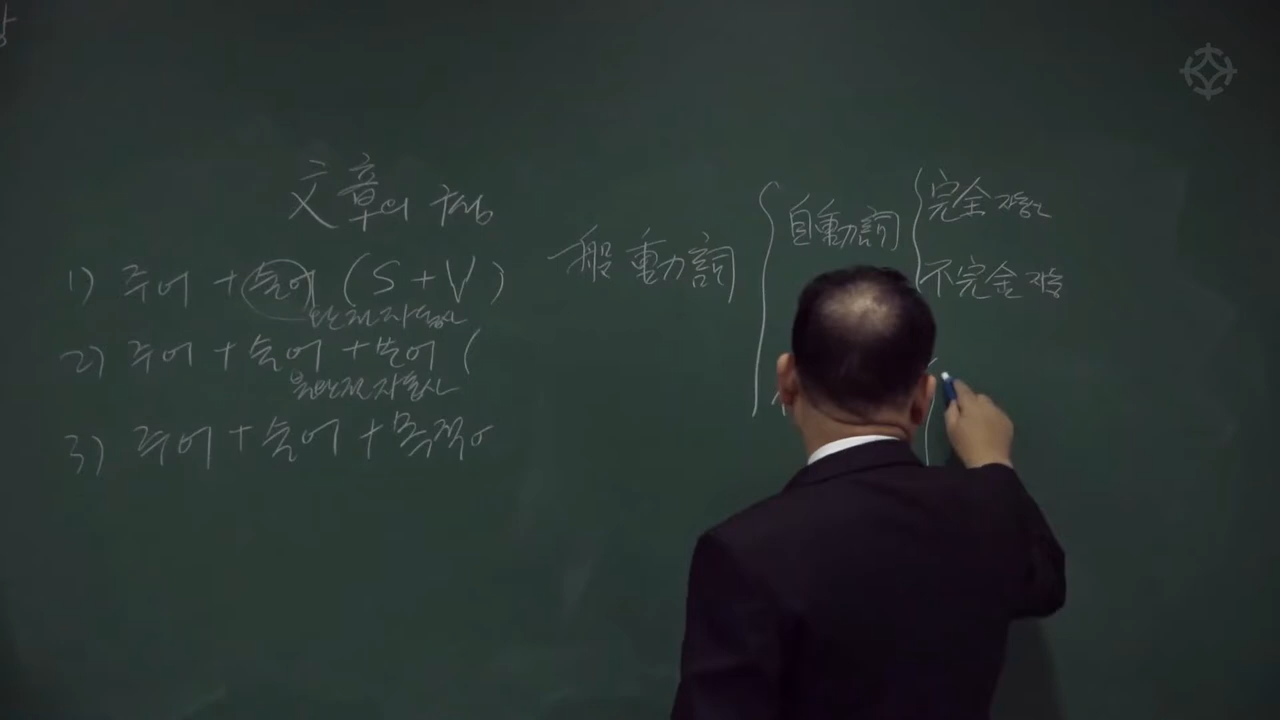 文章의 구성
1) 주어 + 술어 (S + V)
완전자동사
2) 주어 + 술어 + 보어 (
불완전자동사
3) 주어 + 술어 + 목적어
一般動詞
自動詞
完全자동사
不完全자동